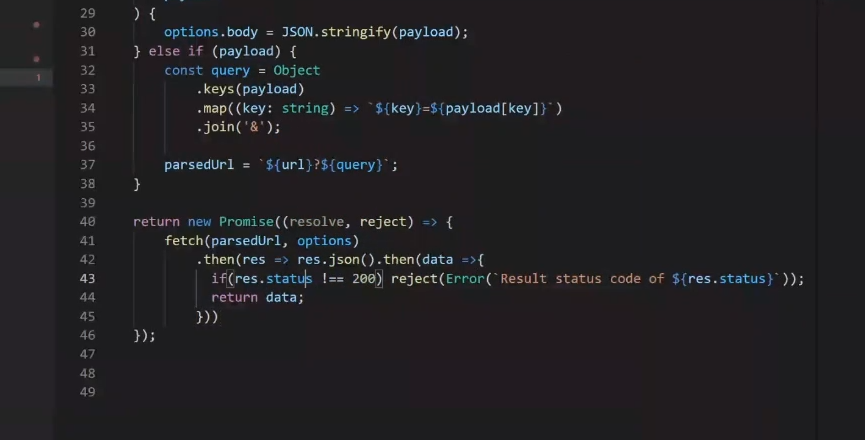 29 ) {
30 options.body = JSON.stringify(payload);
31 } else if (payload) {
32 const query = Object
33 .keys(payload)
34 .map((key: string) => `${key}=${payload[key]}`)
35 .join('&');
36
37 parsedUrl = `${url}?${query}`;
38 }
39
40 return new Promise((resolve, reject) => {
41 fetch(parsedUrl, options)
42 .then(res => res.json().then(data =>{
43 if(res.status !== 200) reject(Error(`Result status code of ${res.status}`));
44 return data;
45 }))
46 });
47
48
49
1